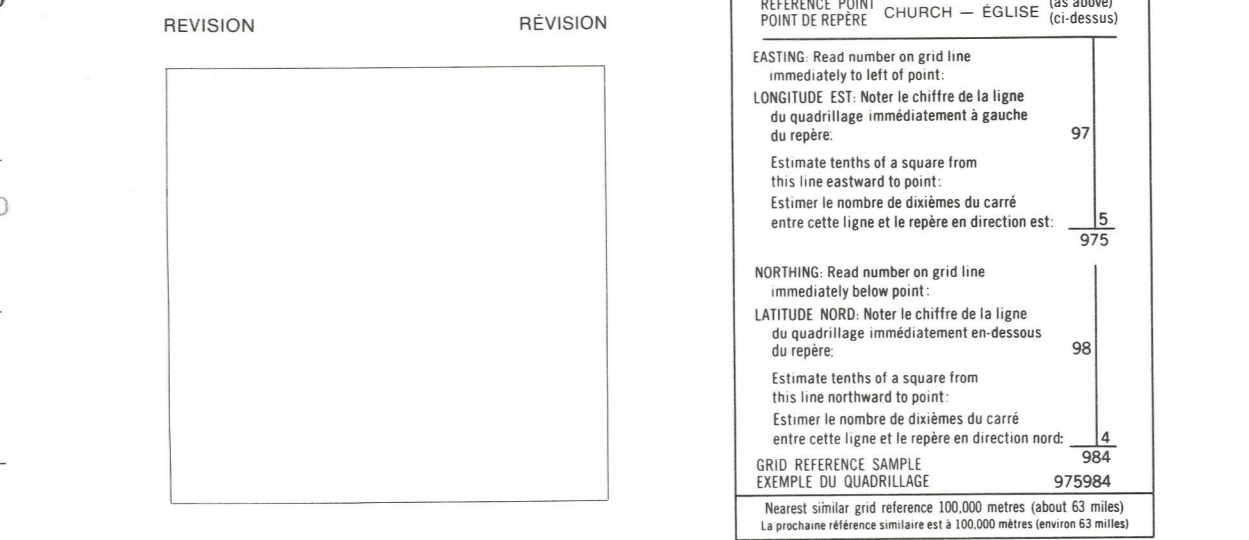 REVISION RÉVISION
REFERENCE POINT
POINT DE REPÈRE CHURCH — ÉGLISE (as above)
(ci-dessus)
EASTING: Read number on grid line
immediately to left of point:
LONGITUDE EST: Noter le chiffre de la ligne
du quadrillage immédiatement à gauche
du repère: 97
Estimate tenths of a square from
this line eastward to point:
Estimer le nombre de dixièmes du carré
entre cette ligne et le repère en direction est: 5
975
NORTHING: Read number on grid line
immediately below point:
LATITUDE NORD: Noter le chiffre de la ligne
du quadrillage immédiatement en-dessous
du repère: 98
Estimate tenths of a square from
this line northward to point:
Estimer le nombre de dixièmes du carré
entre cette ligne et le repère en direction nord: 4
984
GRID REFERENCE SAMPLE
EXEMPLE DU QUADRILLAGE 975984
Nearest similar grid reference 100,000 metres (about 63 miles)
La prochaine référence similaire est à 100,000 mètres (environ 63 milles)